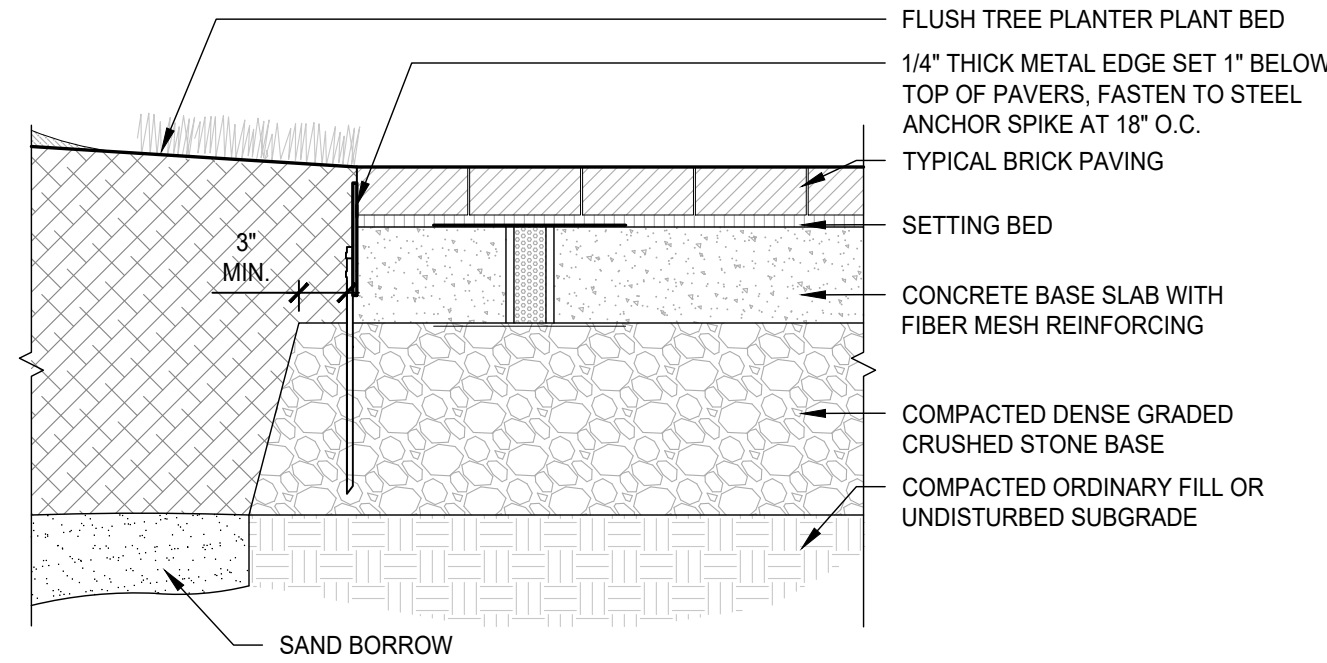 FLUSH TREE PLANTER PLANT BED
1/4" THICK METAL EDGE SET 1" BELOW
TOP OF PAVERS, FASTEN TO STEEL
ANCHOR SPIKE AT 18" O.C.
TYPICAL BRICK PAVING
SETTING BED
3"
MIN.
CONCRETE BASE SLAB WITH
FIBER MESH REINFORCING
COMPACTED DENSE GRADED
CRUSHED STONE BASE
COMPACTED ORDINARY FILL OR
UNDISTURBED SUBGRADE
SAND BORROW